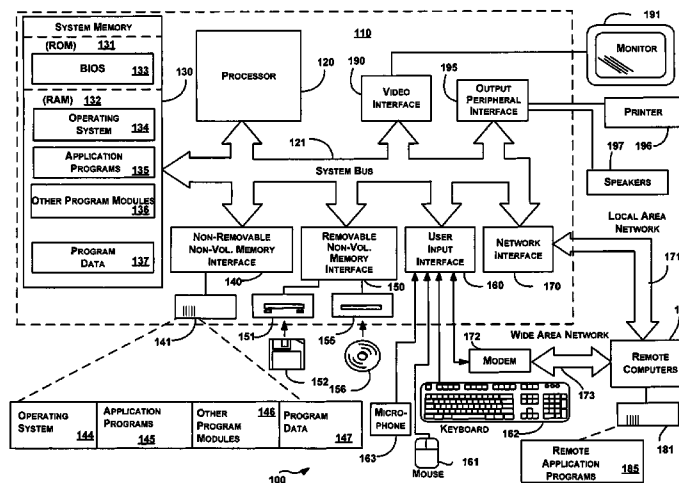 SYSTEM MEMORY
(ROM) 131
BIOS 133
(RAM) 132
OPERATING
SYSTEM 134
APPLICATION
PROGRAMS 135
OTHER PROGRAM MODULES
136
PROGRAM
DATA 137
130
PROCESSOR
120
110
190
VIDEO
INTERFACE
195
OUTPUT
PERIPHERAL
INTERFACE
191
MONITOR
PRINTER
196
197
SPEAKERS
121
SYSTEM BUS
NON-REMOVABLE
NON-VOL. MEMORY
INTERFACE
140
REMOVABLE
NON-VOL.
MEMORY
INTERFACE
150
USER
INPUT
INTERFACE
160
NETWORK
INTERFACE
170
LOCAL AREA
NETWORK
171
141
151
152
155
156
172
MODEM
WIDE AREA NETWORK
173
REMOTE
COMPUTERS
181
OPERATING
SYSTEM 144
APPLICATION
PROGRAMS
145
OTHER
PROGRAM
MODULES
146
PROGRAM
DATA
147
MICRO-
PHONE
163
KEYBOARD
162
MOUSE
161
REMOTE
APPLICATION
PROGRAMS 185
100